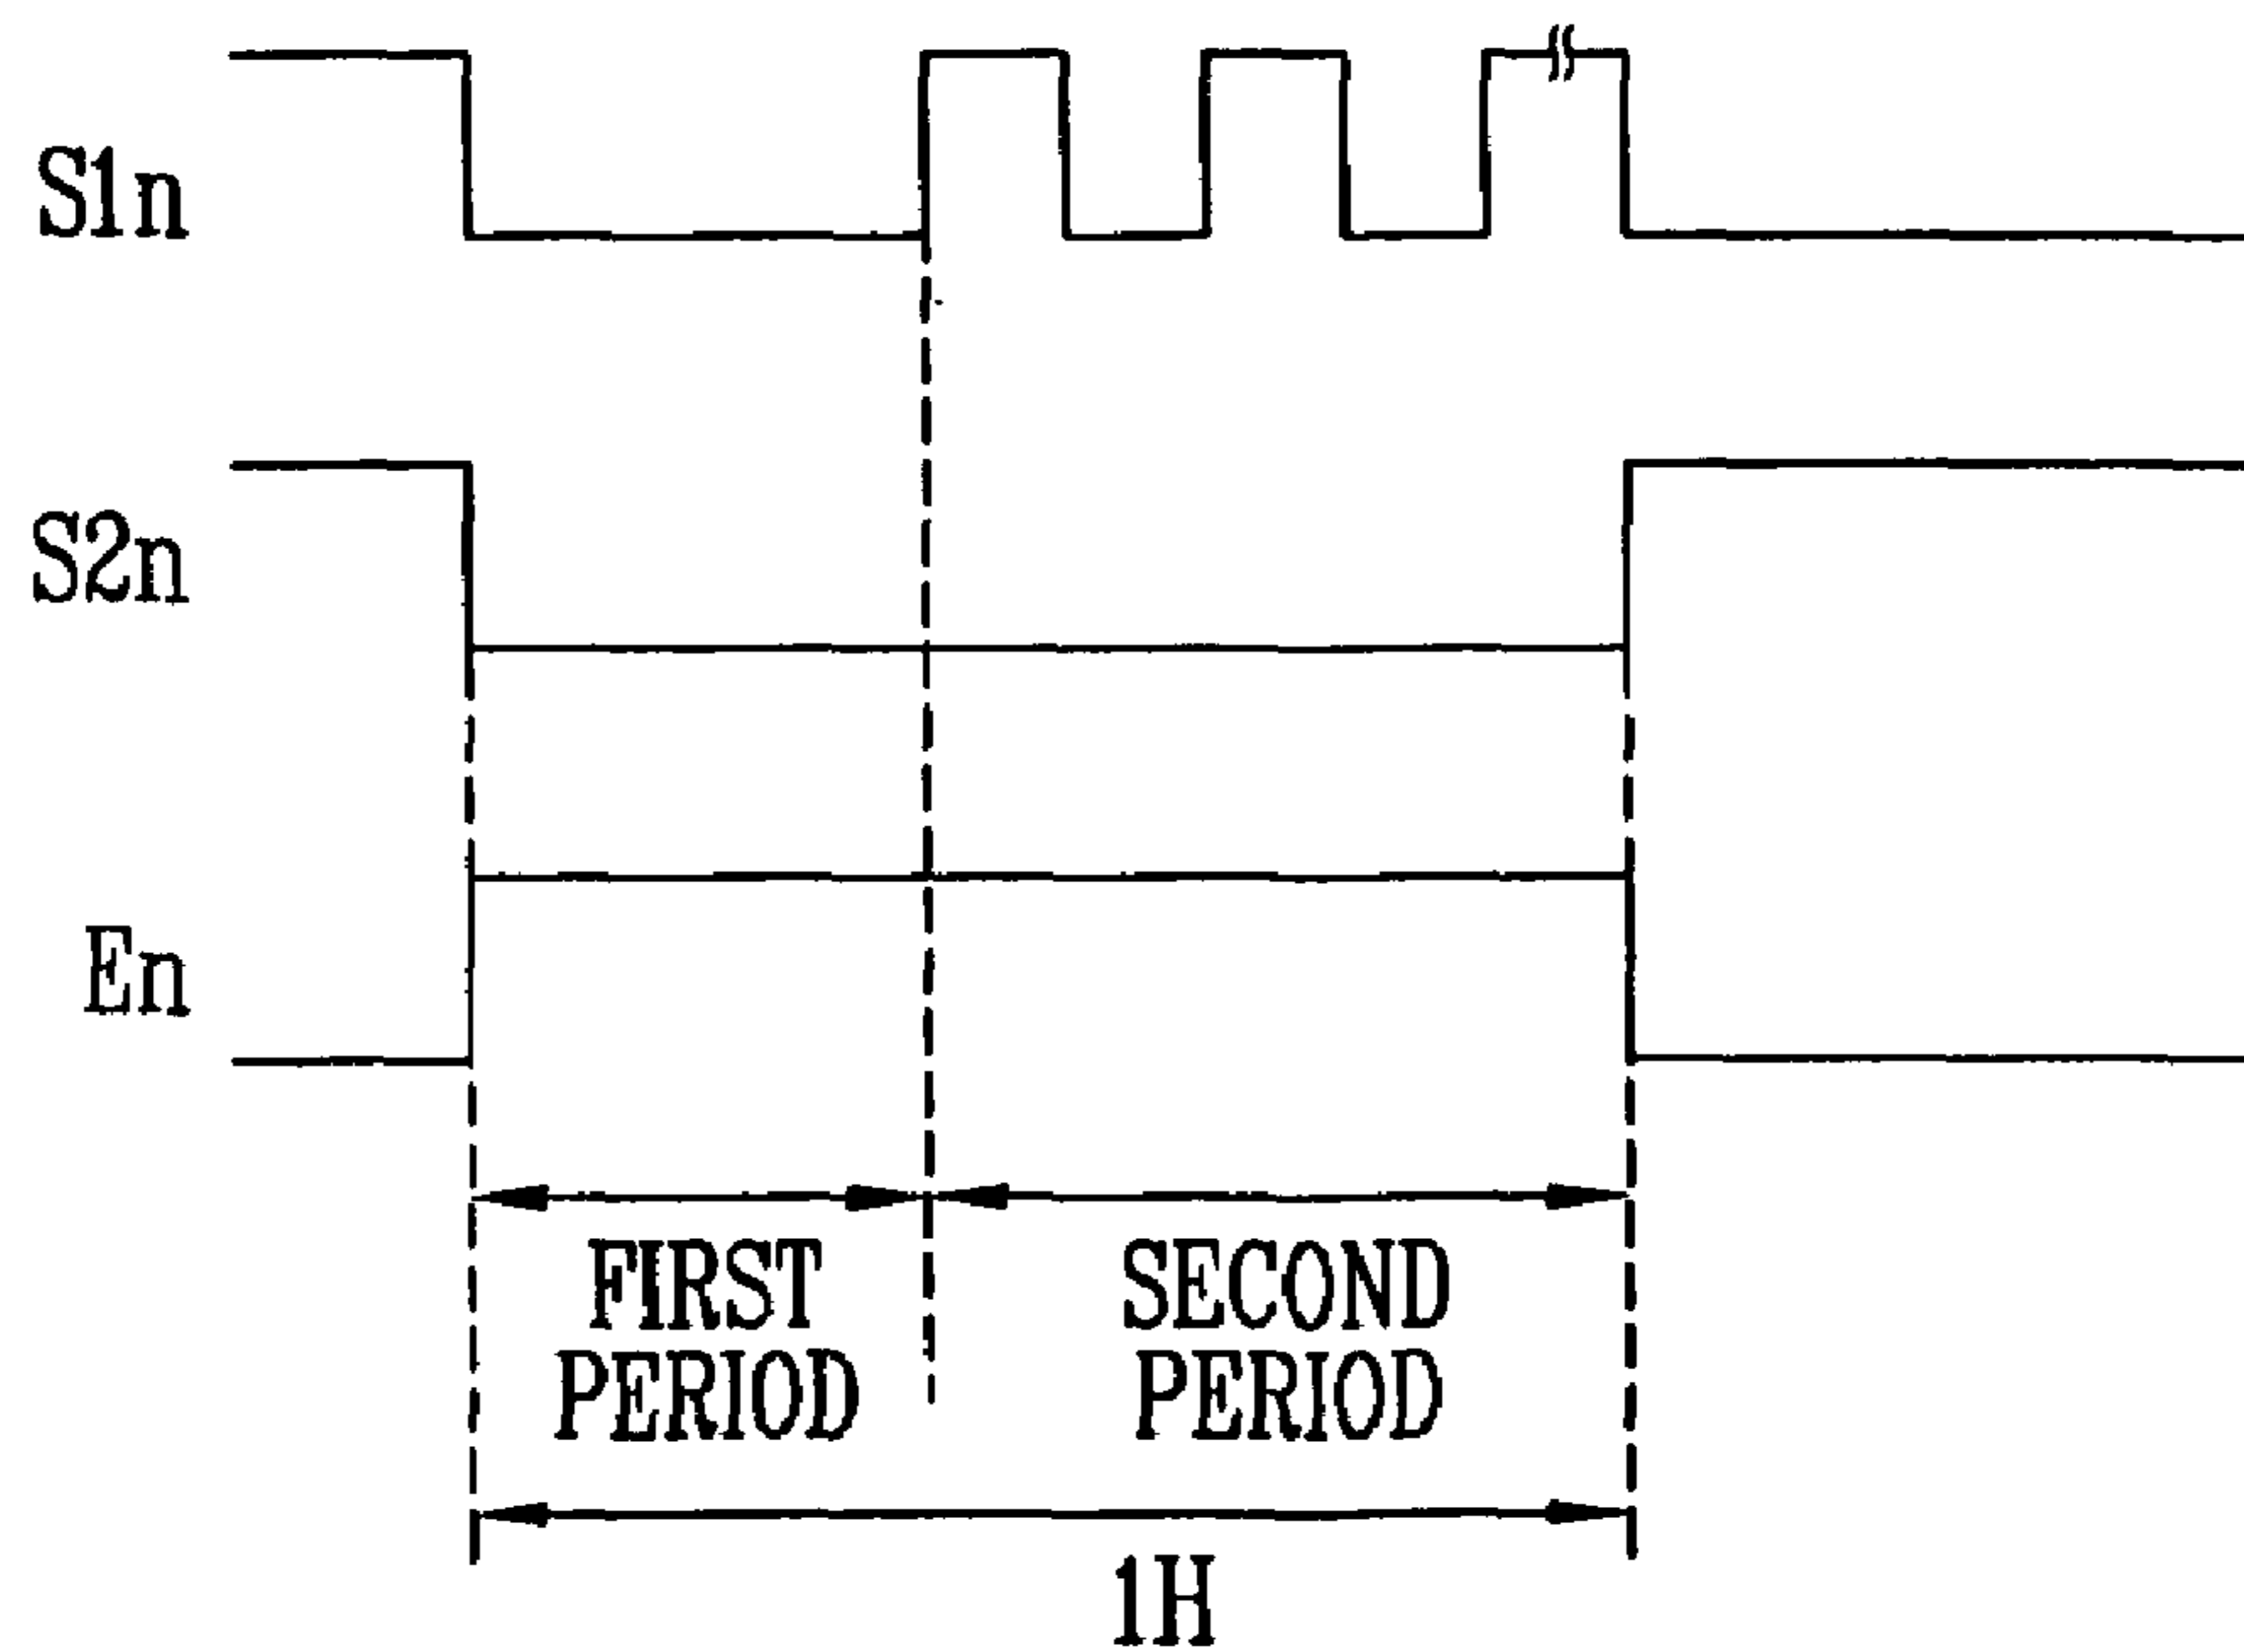 S1n
S2n
En
FIRST
PERIOD
SECOND
PERIOD
1H